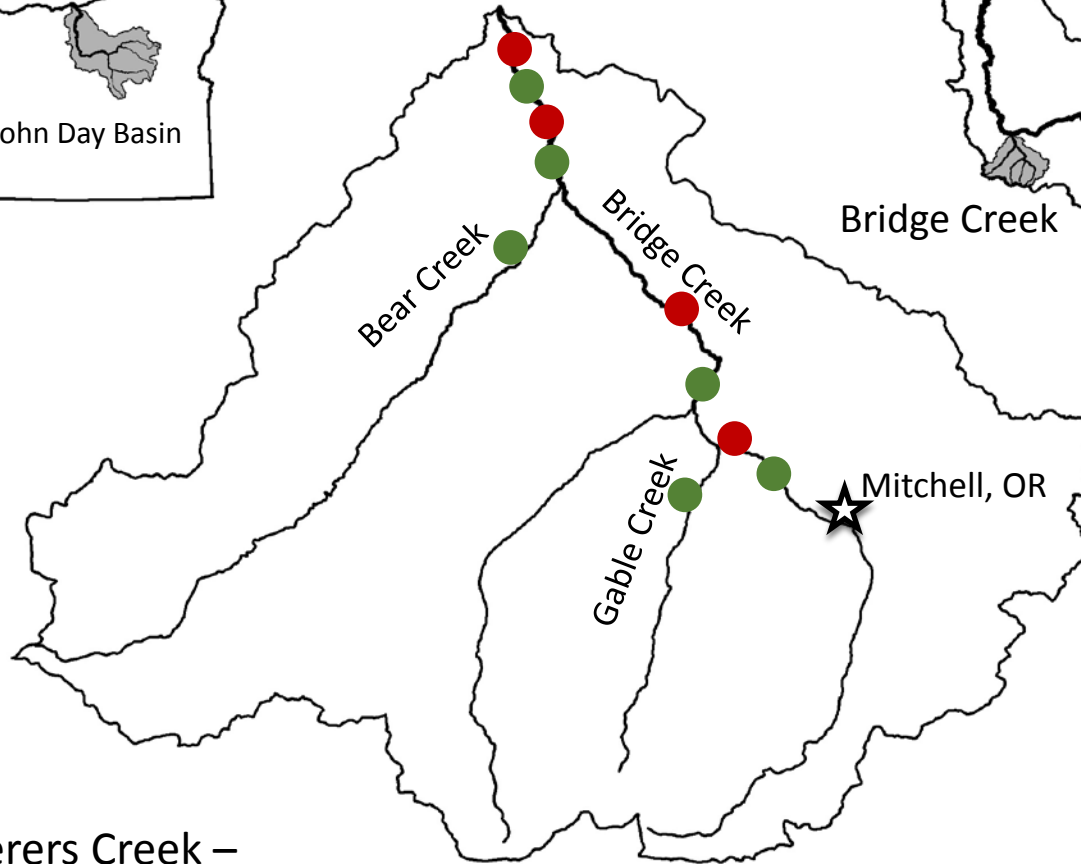 ohn Day Basin
Bridge Creek
Bridge Creek
Bear Creek
Mitchell, OR
Gable Creek
erers Creek –